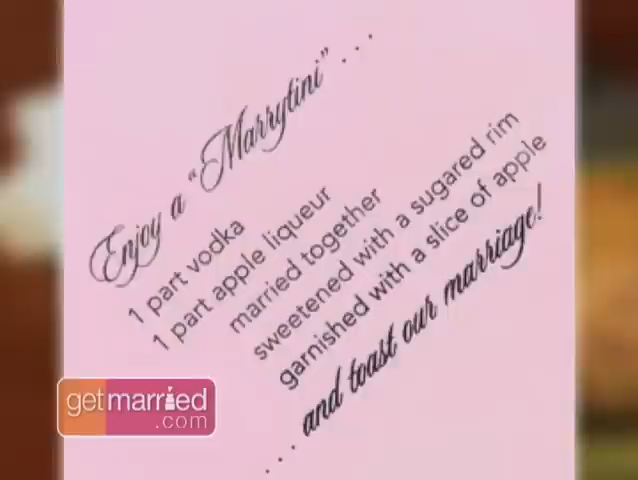 Enjoy a "Marrytini"...
1 part vodka
1 part apple liqueur
married together
sweetened with a sugared rim
garnished with a slice of apple
... and toast our marriage!
getmarried
.com